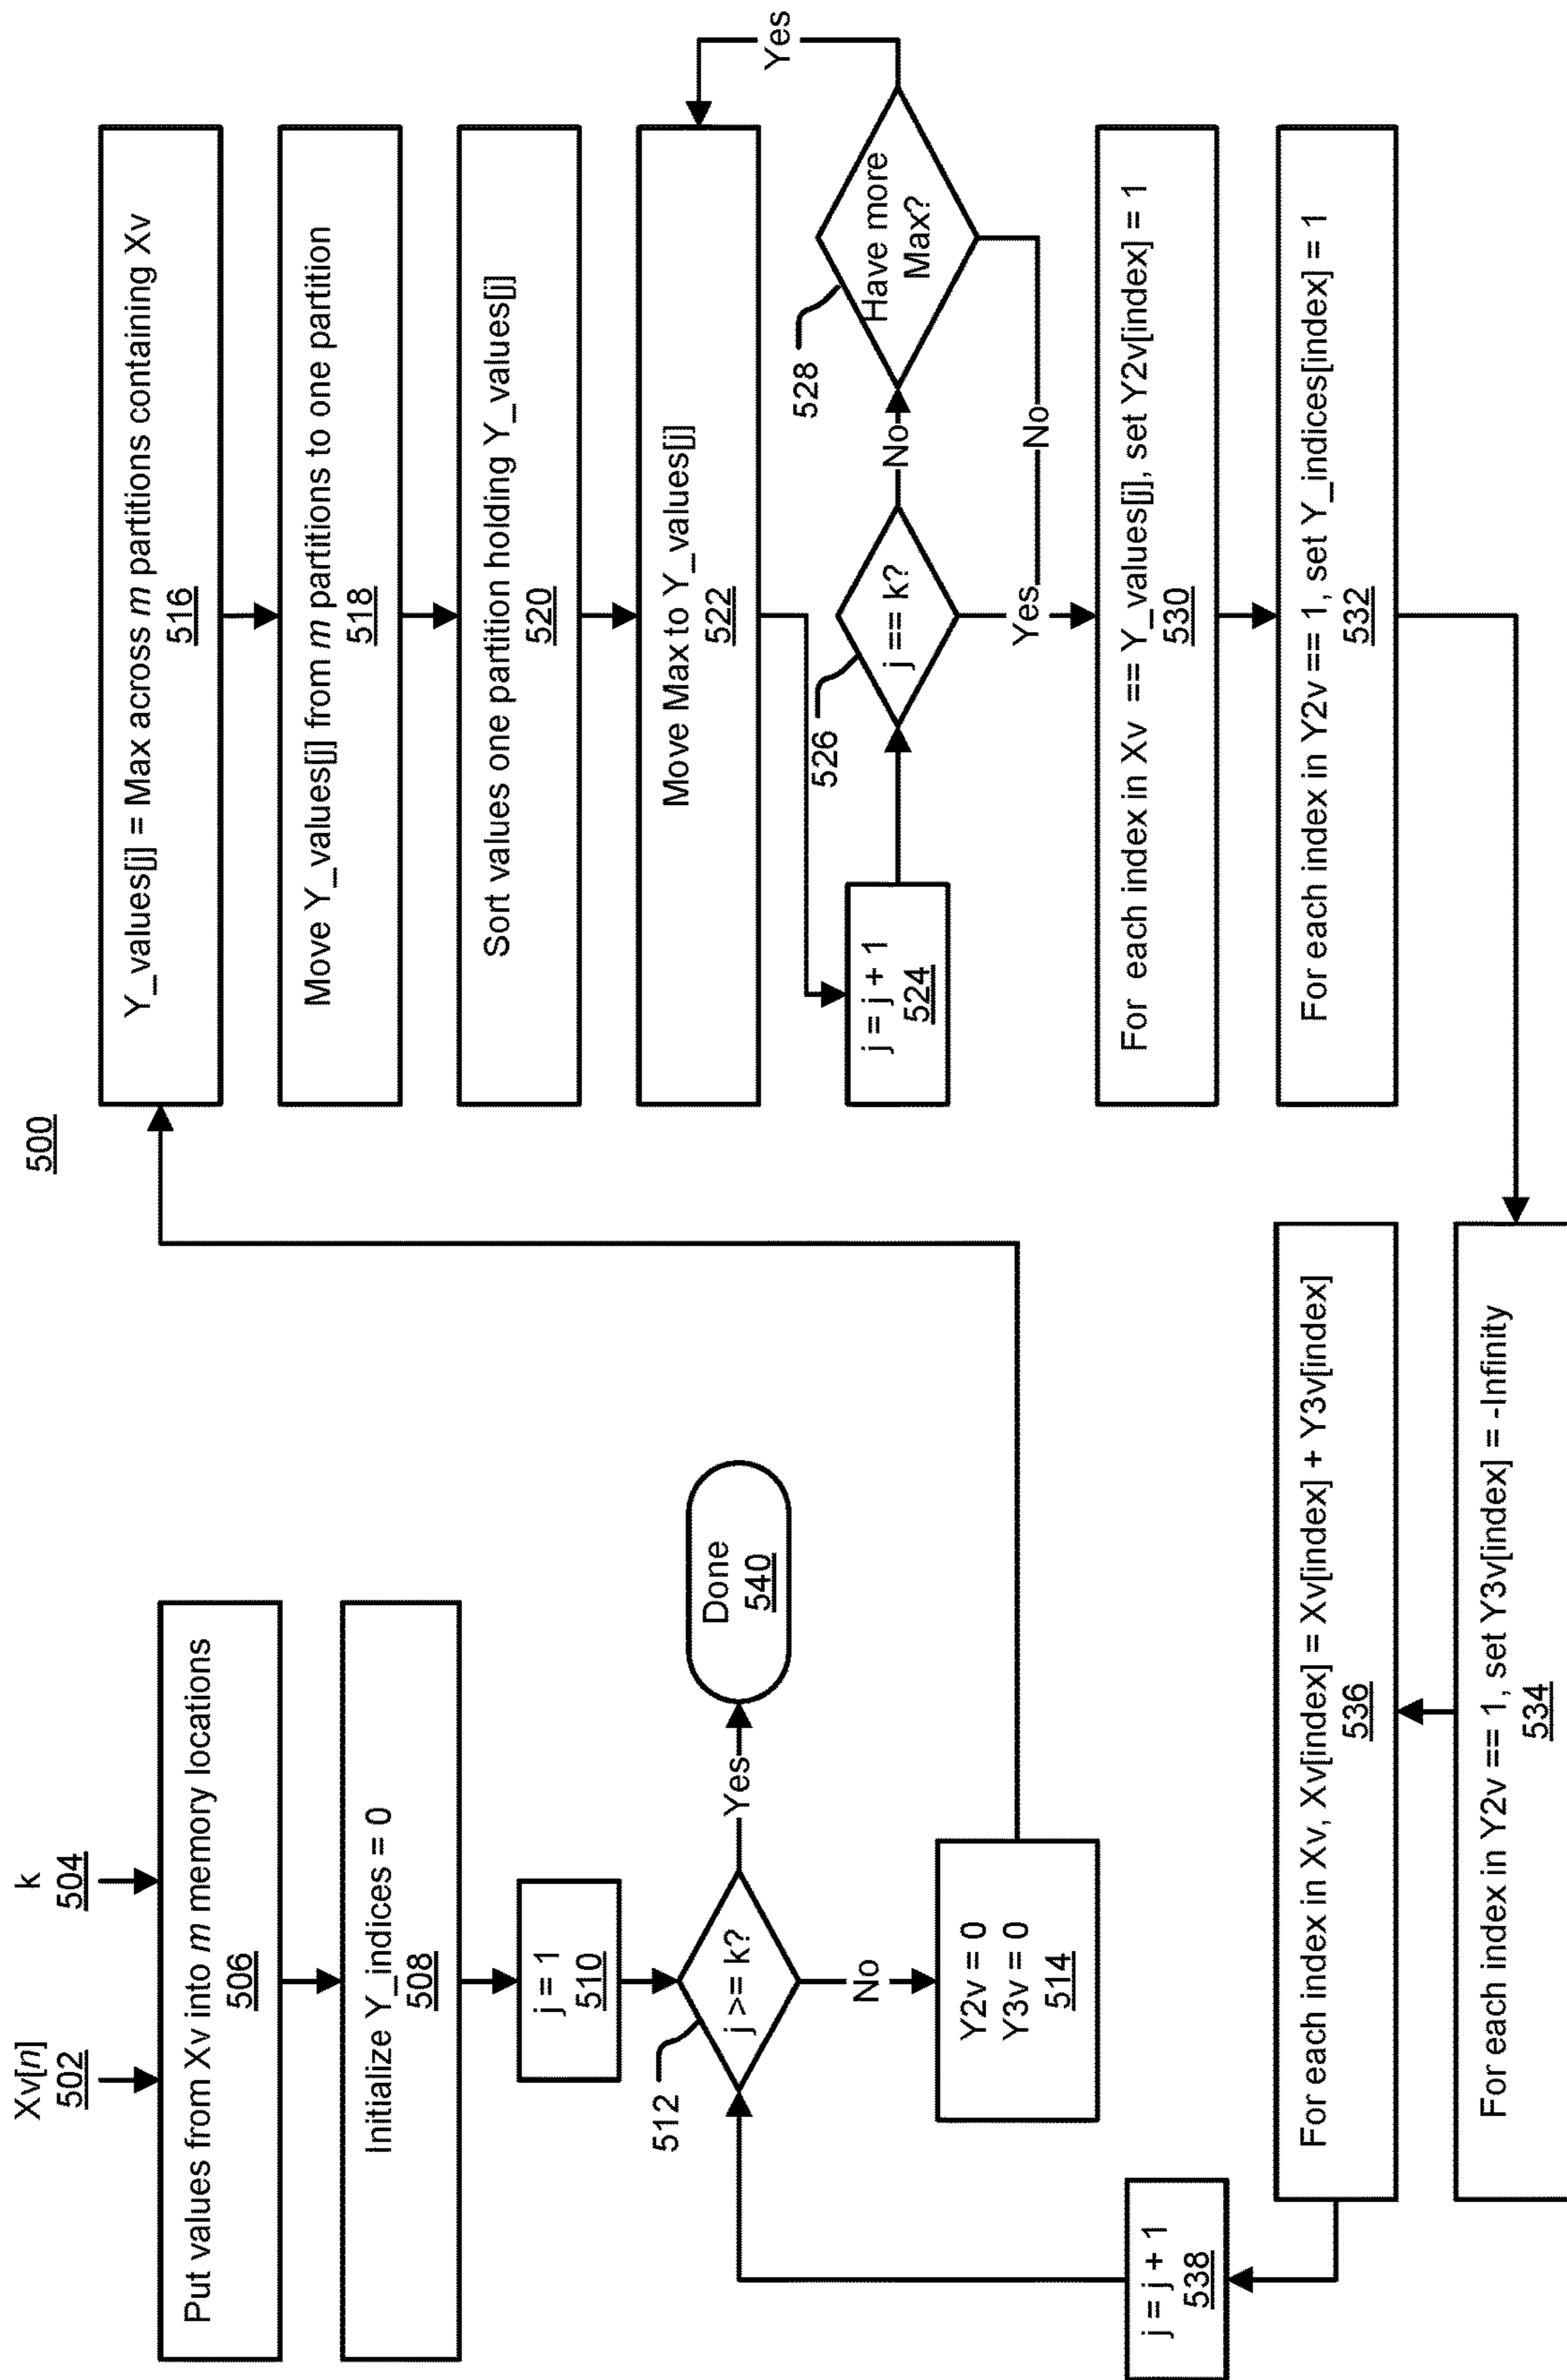 500
Xv[n]
502
k
504
Put values from Xv into m memory locations
506
Initialize Y_indices = 0
508
j = 1
510
512
j >= k?
Yes
Done
540
No
Y2v = 0
Y3v = 0
514
Y_values[j] = Max across m partitions containing Xv
516
Move Y_values[j] from m partitions to one partition
518
Sort values one partition holding Y_values[j]
520
Move Max to Y_values[j]
522
j = j + 1
524
526
j == k?
No
528
Have more
Max?
Yes
Yes
No
For each index in Xv == Y_values[j], set Y2v[index] = 1
530
For each index in Y2v == 1, set Y_indices[index] = 1
532
For each index in Y2v == 1, set Y3v[index] = -Infinity
534
For each index in Xv, Xv[index] = Xv[index] + Y3v[index]
536
j = j + 1
538